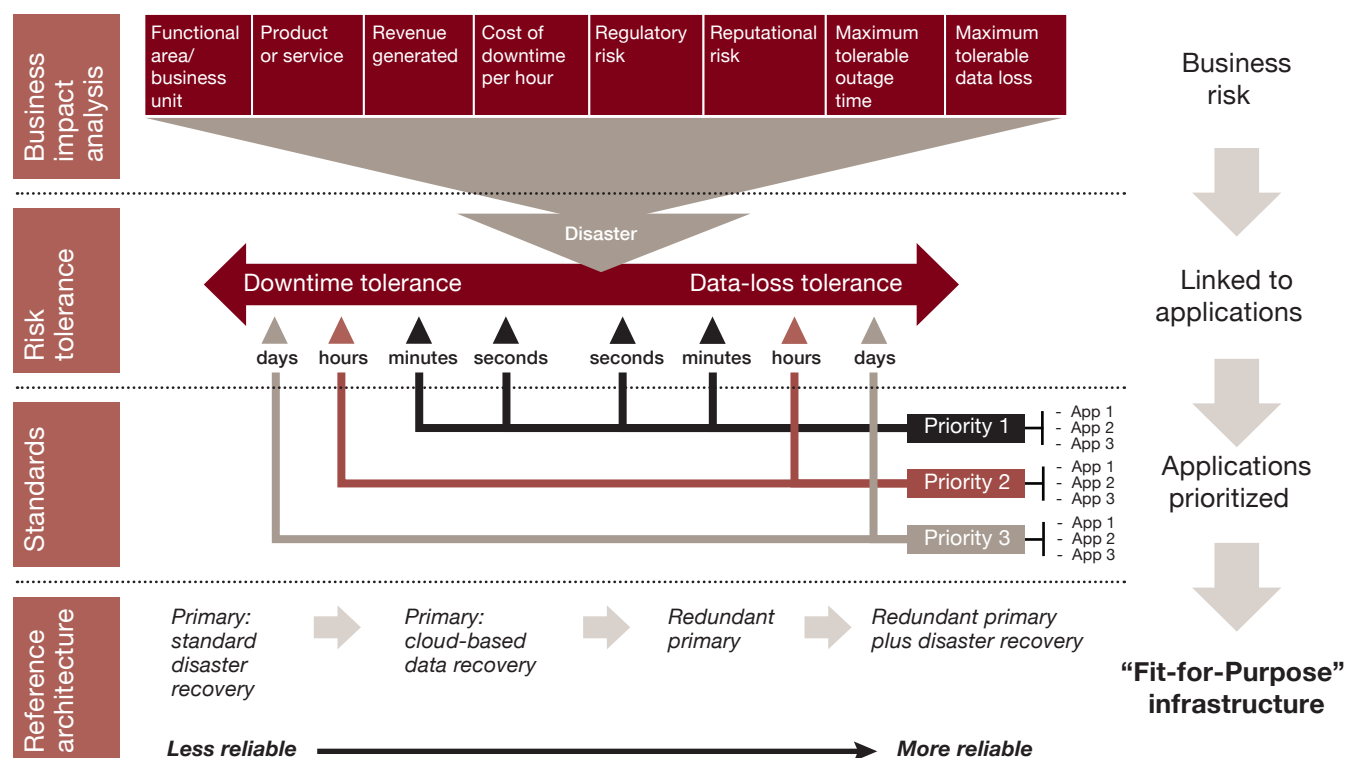 Business
impact
analysis
Functional
area/
business
unit
Product
or service
Revenue
generated
Cost of
downtime
per hour
Regulatory
risk
Reputational
risk
Maximum
tolerable
outage
time
Maximum
tolerable
data loss
Business
risk
Risk
tolerance
Disaster
Downtime tolerance
Data-loss tolerance
days
hours
minutes
seconds
seconds
minutes
hours
days
Linked to
applications
Standards
Priority 1
- App 1
- App 2
- App 3
Priority 2
- App 1
- App 2
- App 3
Priority 3
- App 1
- App 2
- App 3
Applications
prioritized
Reference
architecture
Primary:
standard
disaster
recovery
Primary:
cloud-based
data recovery
Redundant
primary
Redundant primary
plus disaster recovery
Less reliable
More reliable
“Fit-for-Purpose”
infrastructure